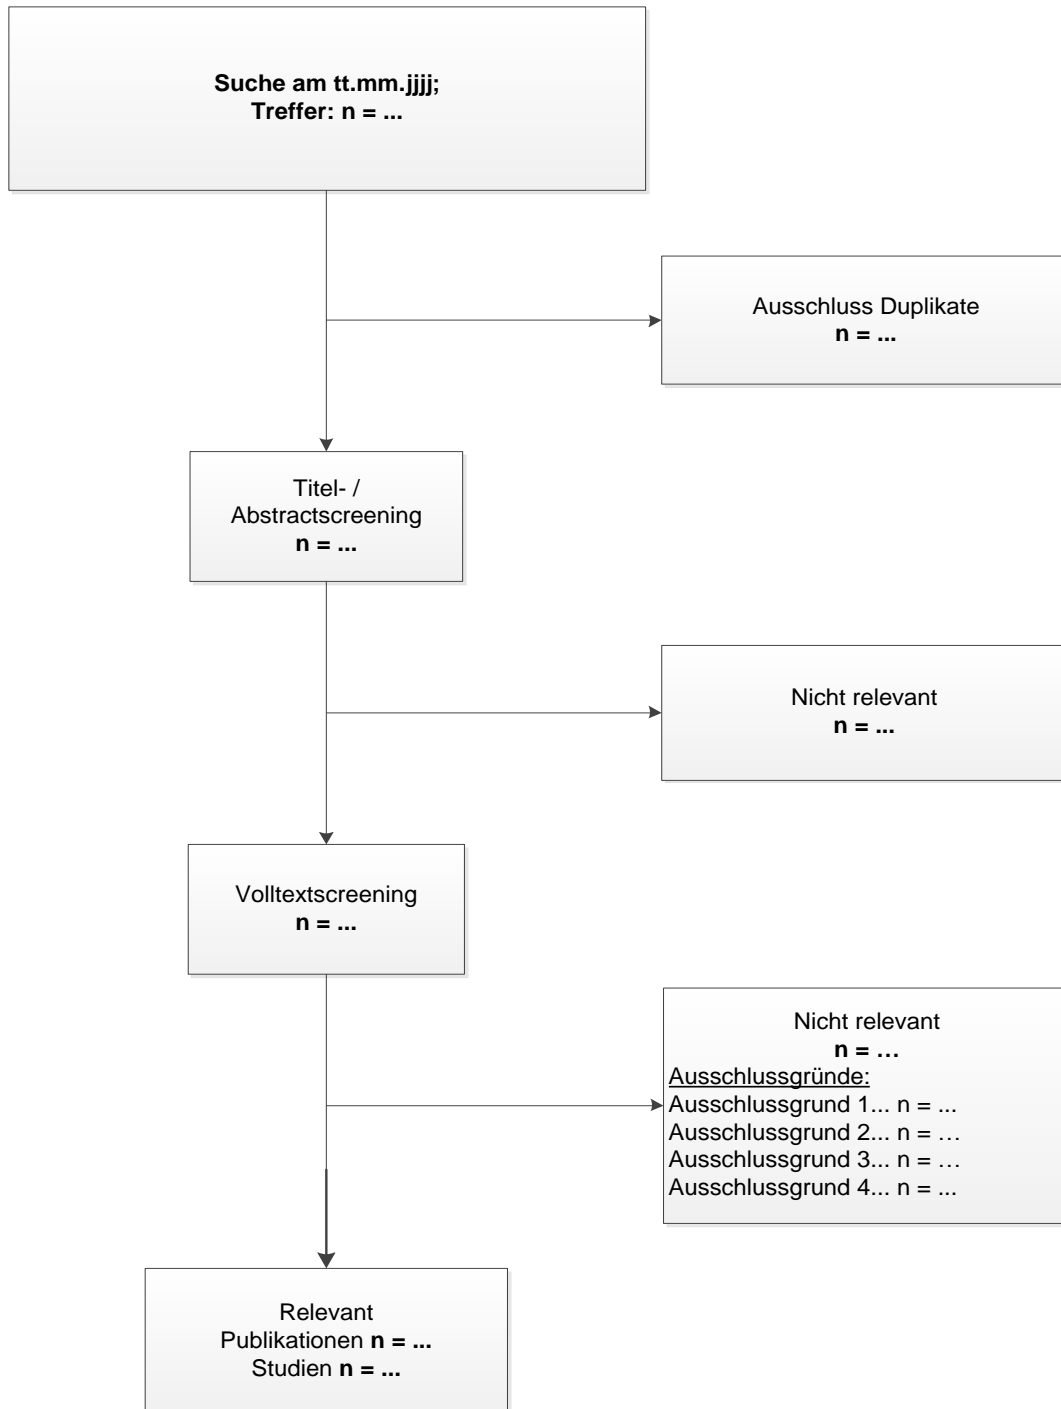 Suche am tt.mm.jjjj;
Treffer: n = ...
Ausschluss Duplikate
n = ...
Titel- /
Abstractscreening
n = ...
Nicht relevant
n = ...
Volltextscreening
n = ...
Nicht relevant
n = …
Ausschlussgründe:
Ausschlussgrund 1... n = ...
Ausschlussgrund 2... n = …
Ausschlussgrund 3... n = …
Ausschlussgrund 4... n = ...
Relevant
Publikationen n = ...
Studien n = ...